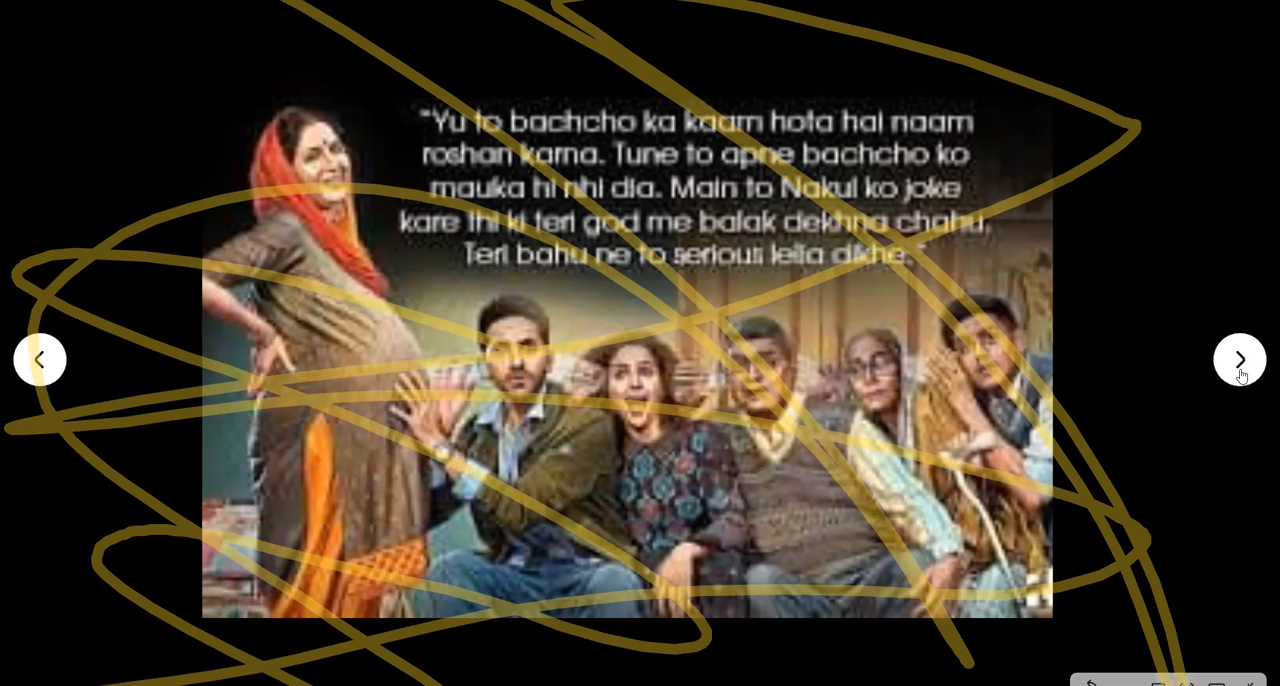 "Yu to bachcho ka kaam hota hai naam
roshan karna. Tune to apne bachcho ko
mauka hi nhi dia. Main to Nakul ko joke
kare thi ki teri god me balak dekhna chahu,
Teri bahu ne to serious leila dikhe."